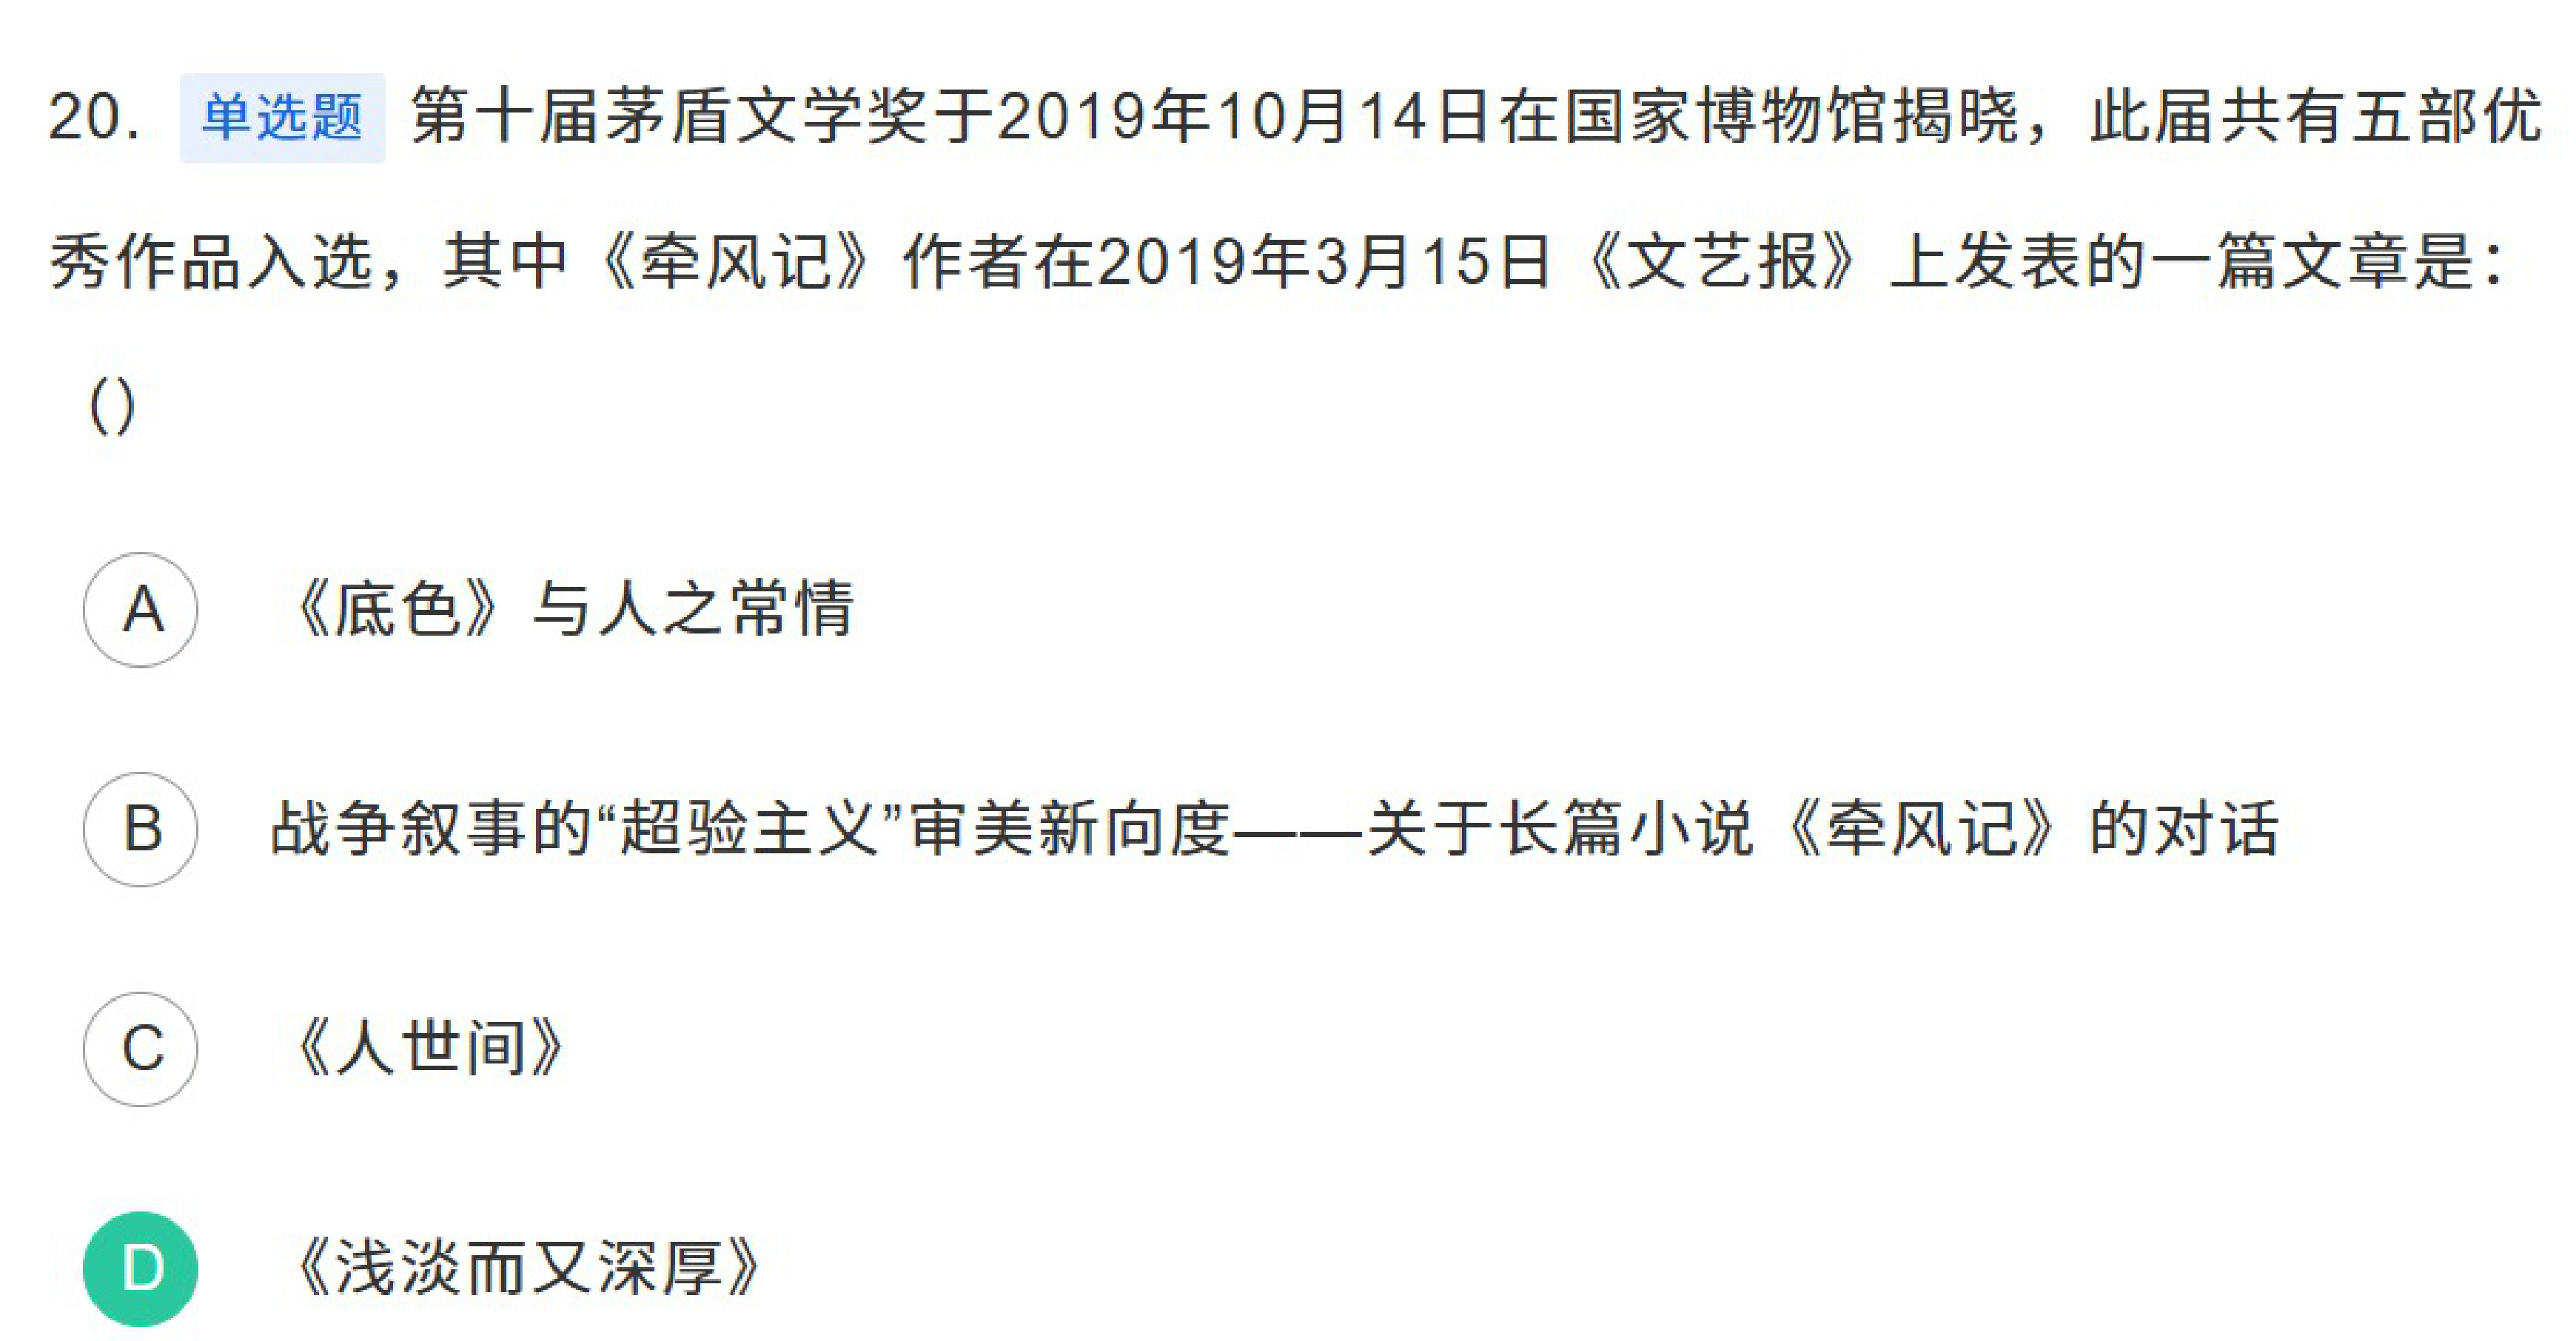 20. 单选题 第十届茅盾文学奖于2019年10月14日在国家博物馆揭晓，此届共有五部优
秀作品入选，其中《牵风记》作者在2019年3月15日《文艺报》上发表的一篇文章是：
（）
A 《底色》与人之常情
B 战争叙事的“超验主义”审美新向度——关于长篇小说《牵风记》的对话
C 《人世间》
D 《浅淡而又深厚》